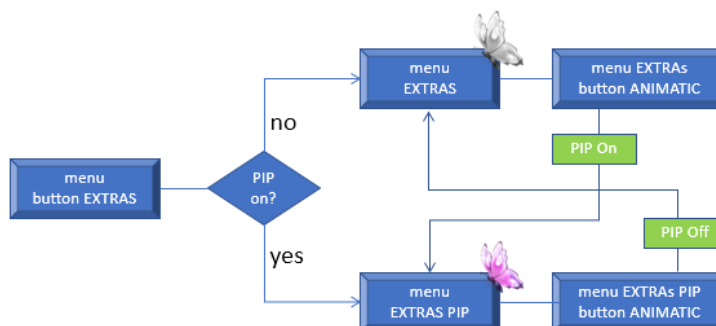 menu
EXTRAS
menu EXTRAs
button ANIMATIC
no
PIP On
menu
button EXTRAS
PIP
on?
PIP Off
yes
menu
EXTRAS PIP
menu EXTRAs PIP
button ANIMATIC